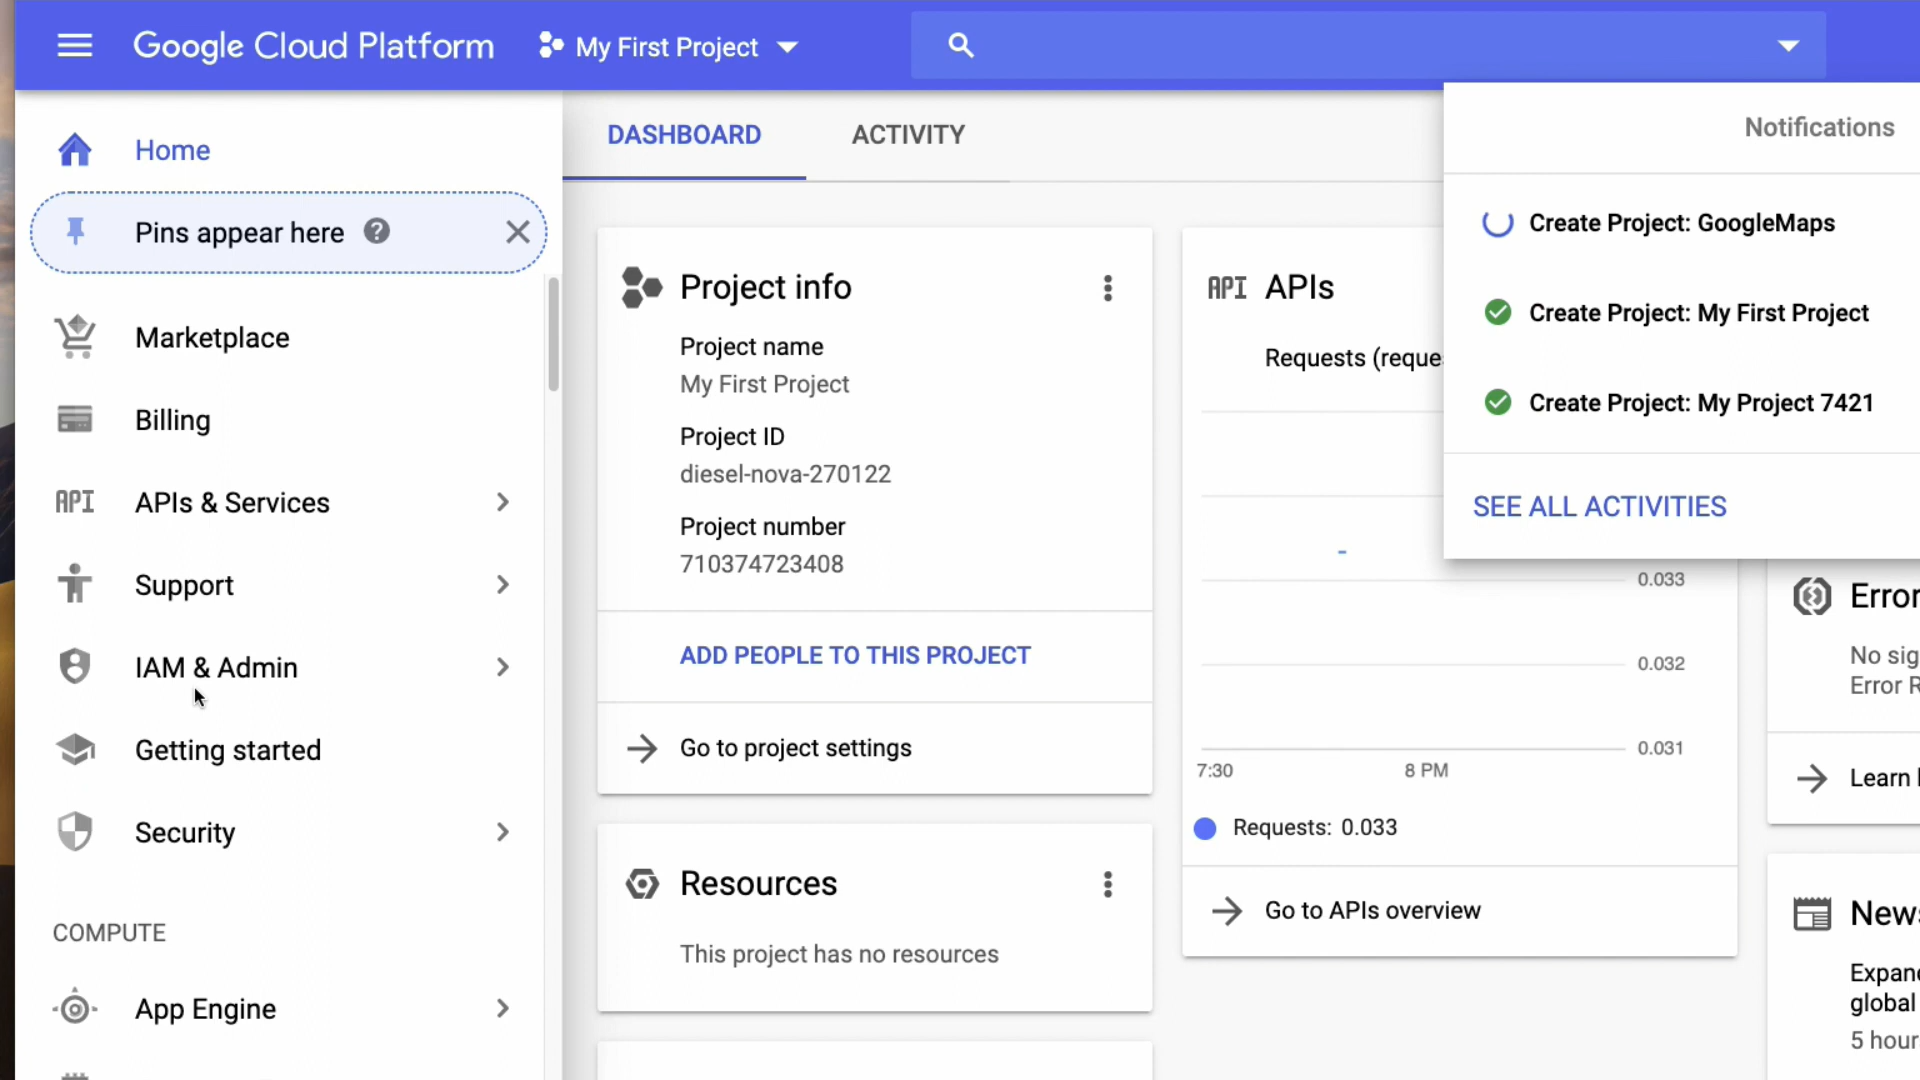 Google Cloud Platform
My First Project
Home
Pins appear here
Marketplace
Billing
API
APIs & Services
Support
IAM & Admin
Getting started
Security
COMPUTE
App Engine
DASHBOARD
ACTIVITY
Project info
Project name
My First Project
Project ID
diesel-nova-270122
Project number
710374723408
ADD PEOPLE TO THIS PROJECT
Go to project settings
Resources
This project has no resources
API
APIs
Requests (reque
0.033
0.032
0.031
7:30
8 PM
Requests: 0.033
Go to APIs overview
Notifications
Create Project: GoogleMaps
Create Project: My First Project
Create Project: My Project 7421
SEE ALL ACTIVITIES
Error
No sig
Error R
Learn
News
Expand
global
5 hour